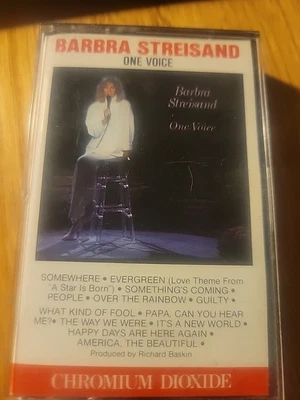 BARBRA STREISAND
ONE VOICE
Barbra
Streisand
One Voice
SOMEWHERE • EVERGREEN (Love Theme From
"A Star Is Born") • SOMETHING'S COMING •
PEOPLE • OVER THE RAINBOW • GUILTY •
WHAT KIND OF FOOL • PAPA, CAN YOU HEAR
ME? • THE WAY WE WERE • IT'S A NEW WORLD •
HAPPY DAYS ARE HERE AGAIN •
AMERICA, THE BEAUTIFUL •
Produced by Richard Baskin
CHROMIUM DIOXIDE